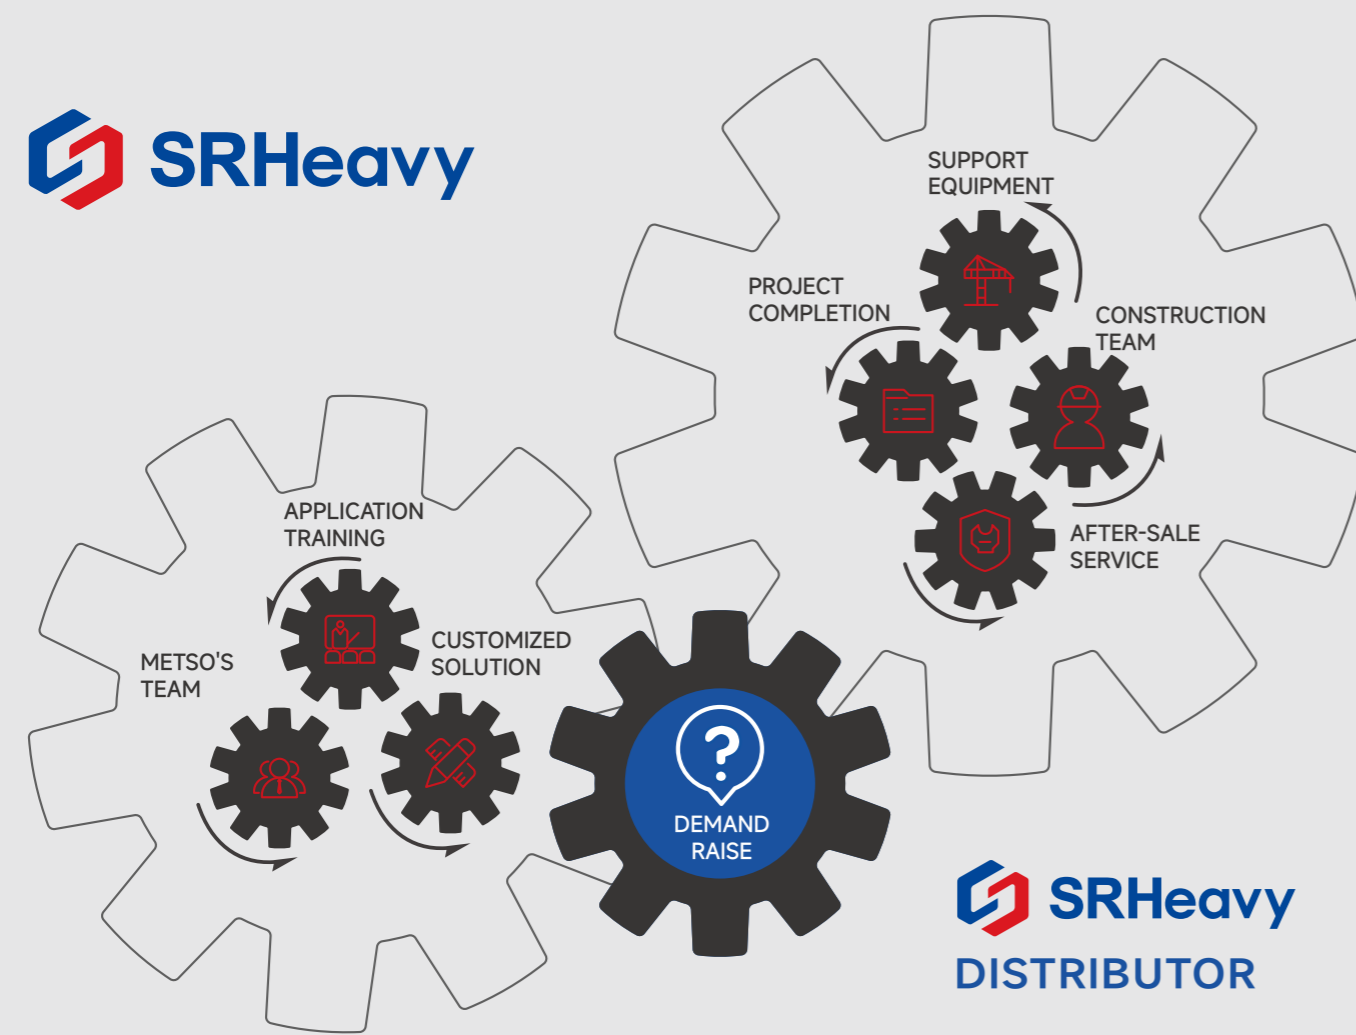 SRHeavy
SUPPORT
EQUIPMENT
PROJECT
COMPLETION
CONSTRUCTION
TEAM
AFTER-SALE
SERVICE
APPLICATION
TRAINING
METSO'S
TEAM
CUSTOMIZED
SOLUTION
?
DEMAND
RAISE
SRHeavy
DISTRIBUTOR